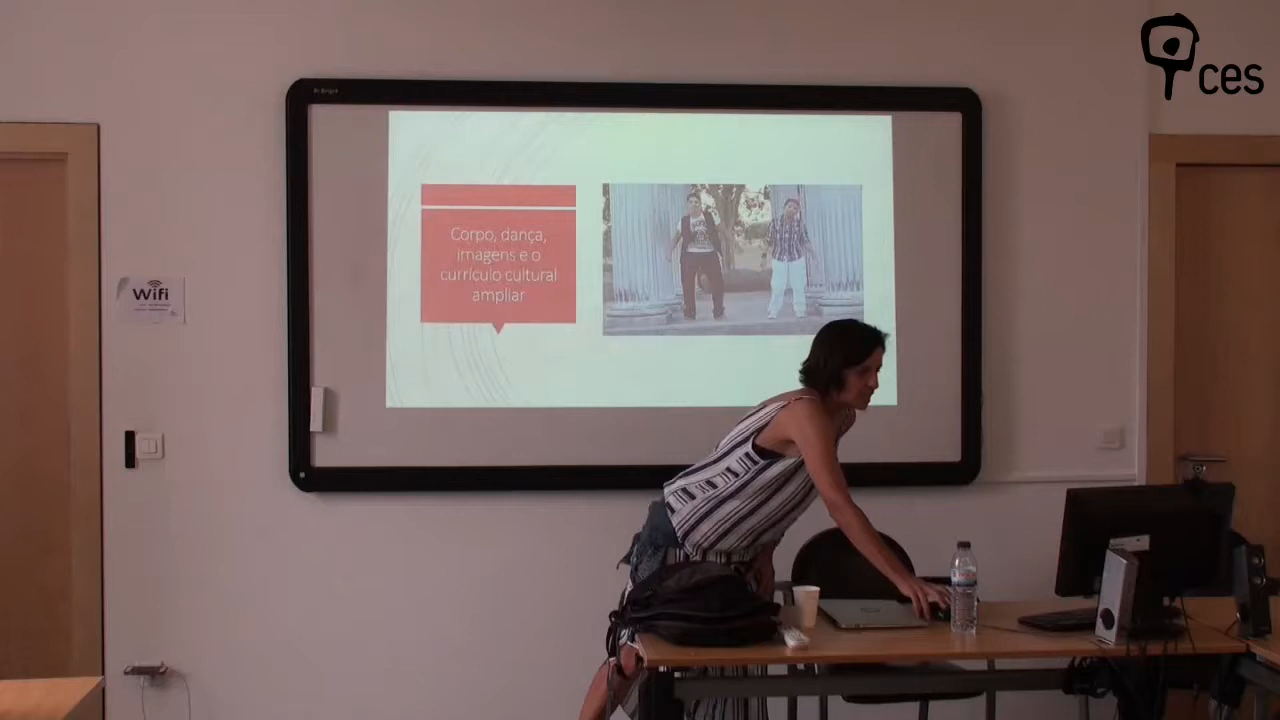 ces
Corpo, dança,
imagens e o
currículo cultural
ampliar
Wifi